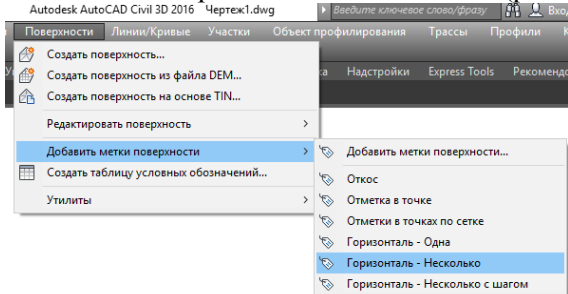 Autodesk AutoCAD Civil 3D 2016 Чертеж1.dwg Введите ключевое слово/фразу
Поверхности Линии/Кривые Участки Объект профилирования Трассы Профили
Создать поверхность...
Создать поверхность из файла DEM...
Надстройки Express Tools
Создать поверхность на основе TIN...
Редактировать поверхность
Добавить метки поверхности
Добавить метки поверхности...
Создать таблицу условных обозначений...
Откос
Утилиты
Отметка в точке
Отметки в точках по сетке
Горизонталь - Одна
Горизонталь - Несколько
Горизонталь - Несколько с шагом